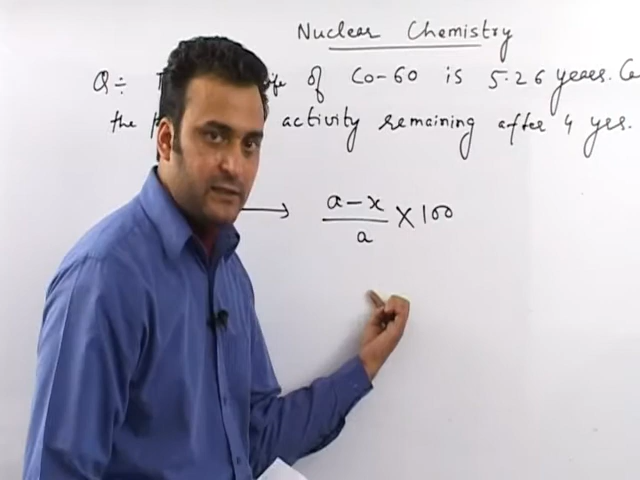 Nuclear Chemistry
Q ÷ of Co-60 is 5.26 years.
the activity remaining after 4 yrs.
a - x
a
× 100